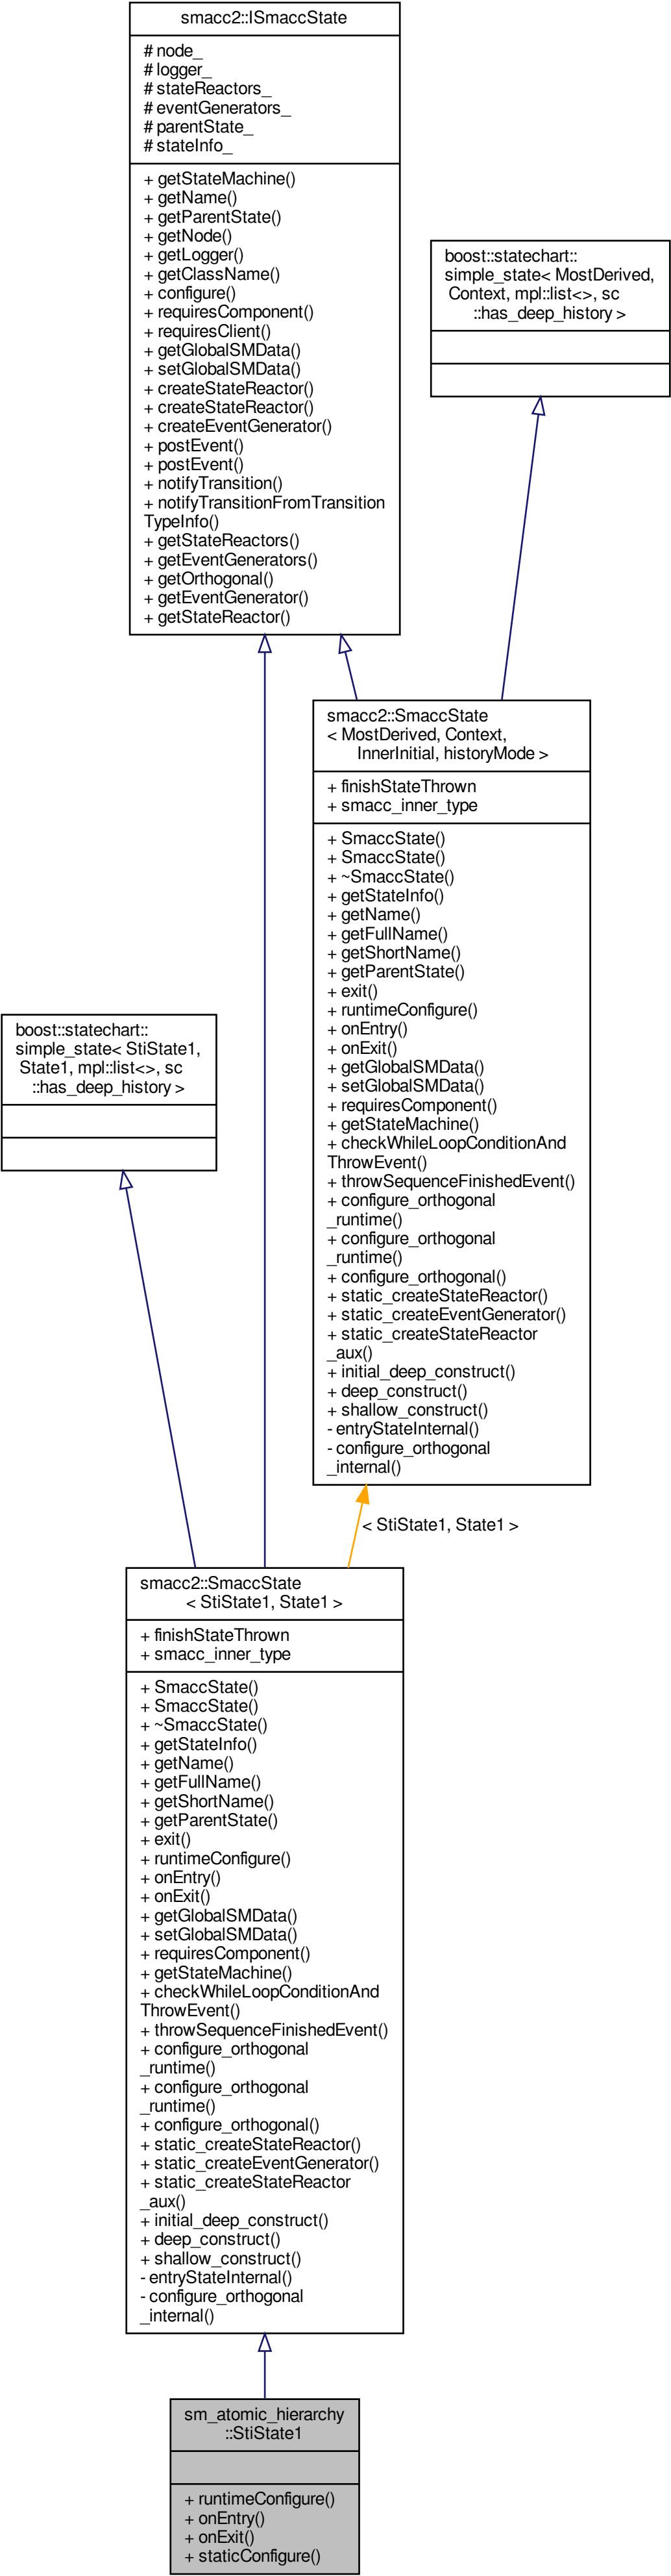 smacc2::ISmaccState
# node_
# logger_
# stateReactors_
# eventGenerators_
# parentState_
# stateInfo_
+ getStateMachine()
+ getName()
+ getParentState()
+ getNode()
+ getLogger()
+ getClassName()
+ configure()
+ requiresComponent()
+ requiresClient()
+ getGlobalSMData()
+ setGlobalSMData()
+ createStateReactor()
+ createStateReactor()
+ createEventGenerator()
+ postEvent()
+ postEvent()
+ notifyTransition()
+ notifyTransitionFromTransition
TypeInfo()
+ getStateReactors()
+ getEventGenerators()
+ getOrthogonal()
+ getEventGenerator()
+ getStateReactor()
boost::statechart::
simple_state< MostDerived,
Context, mpl::list<>, sc
::has_deep_history >
smacc2::SmaccState
< MostDerived, Context,
InnerInitial, historyMode >
+ finishStateThrown
+ smacc_inner_type
+ SmaccState()
+ SmaccState()
+ ~SmaccState()
+ getStateInfo()
+ getName()
+ getFullName()
+ getShortName()
+ getParentState()
+ exit()
+ runtimeConfigure()
+ onEntry()
+ onExit()
+ getGlobalSMData()
+ setGlobalSMData()
+ requiresComponent()
+ getStateMachine()
+ checkWhileLoopConditionAnd
ThrowEvent()
+ throwSequenceFinishedEvent()
+ configure_orthogonal
_runtime()
+ configure_orthogonal
_runtime()
+ configure_orthogonal()
+ static_createStateReactor()
+ static_createEventGenerator()
+ static_createStateReactor
_aux()
+ initial_deep_construct()
+ deep_construct()
+ shallow_construct()
- entryStateInternal()
- configure_orthogonal
_internal()
boost::statechart::
simple_state< StiState1,
State1, mpl::list<>, sc
::has_deep_history >
< StiState1, State1 >
smacc2::SmaccState
< StiState1, State1 >
+ finishStateThrown
+ smacc_inner_type
+ SmaccState()
+ SmaccState()
+ ~SmaccState()
+ getStateInfo()
+ getName()
+ getFullName()
+ getShortName()
+ getParentState()
+ exit()
+ runtimeConfigure()
+ onEntry()
+ onExit()
+ getGlobalSMData()
+ setGlobalSMData()
+ requiresComponent()
+ getStateMachine()
+ checkWhileLoopConditionAnd
ThrowEvent()
+ throwSequenceFinishedEvent()
+ configure_orthogonal
_runtime()
+ configure_orthogonal
_runtime()
+ configure_orthogonal()
+ static_createStateReactor()
+ static_createEventGenerator()
+ static_createStateReactor
_aux()
+ initial_deep_construct()
+ deep_construct()
+ shallow_construct()
- entryStateInternal()
- configure_orthogonal
_internal()
sm_atomic_hierarchy
::StiState1
+ runtimeConfigure()
+ onEntry()
+ onExit()
+ staticConfigure()